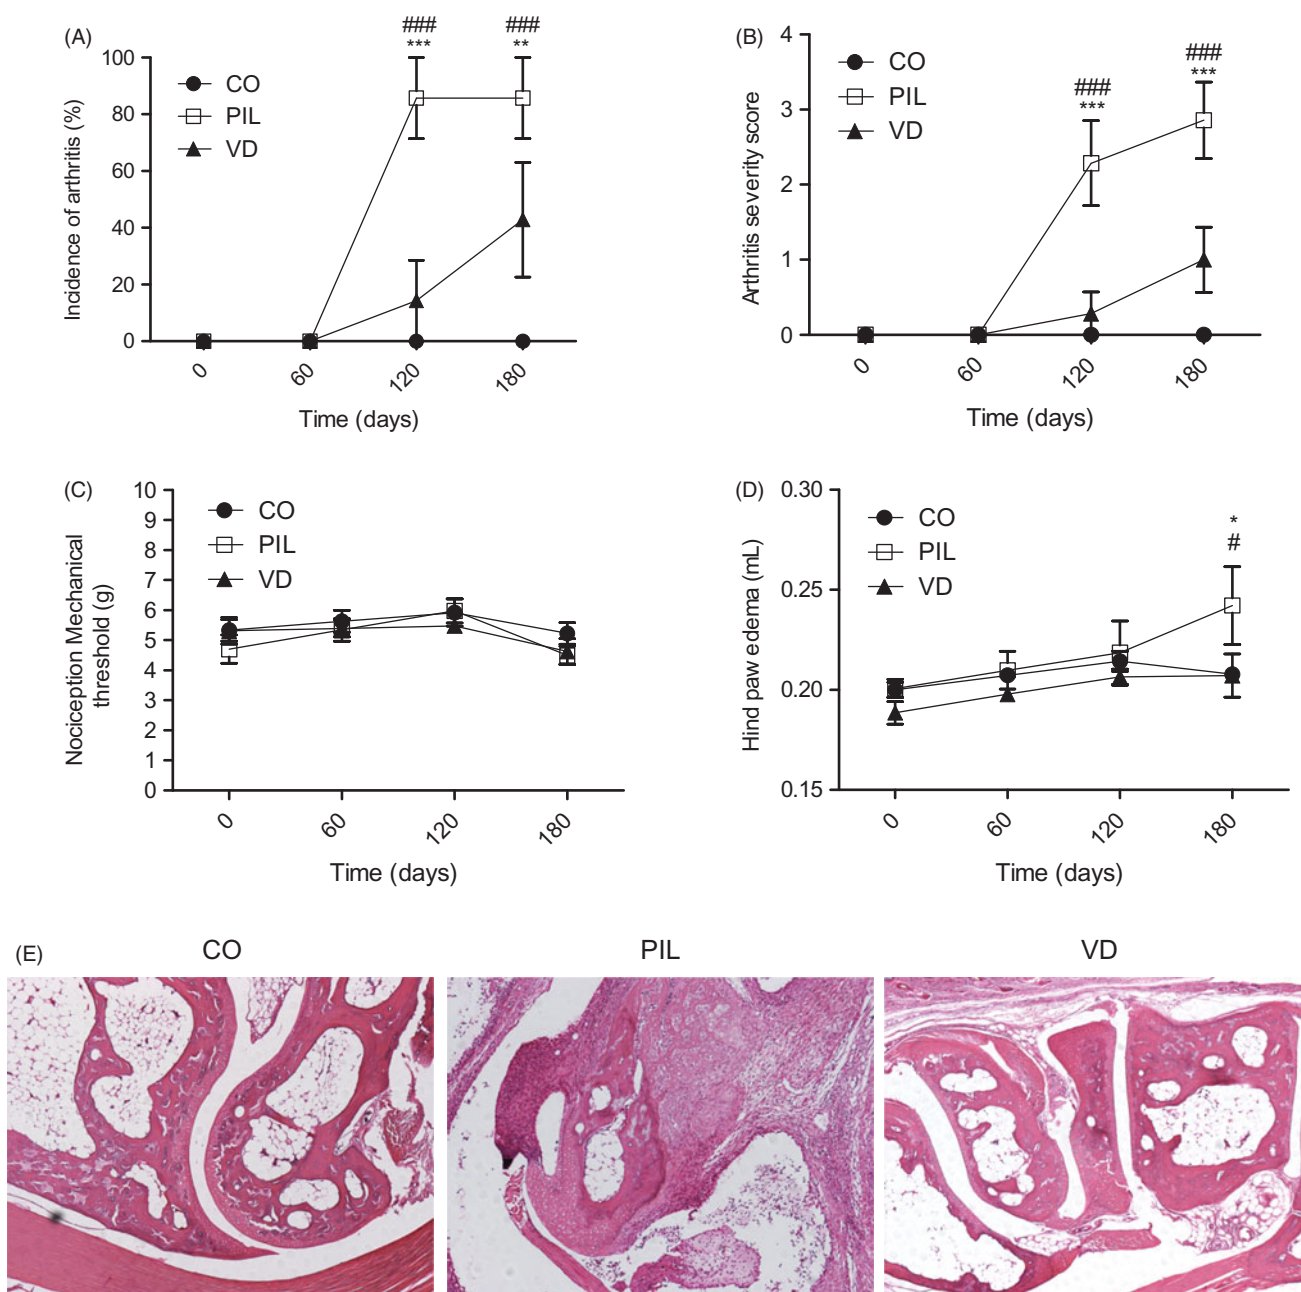 (A)
###
***
###
**
100
80
60
40
20
0
Incidence of arthritis (%)
CO
PIL
VD
0
60
120
180
Time (days)
(B)
###
***
###
***
4
3
2
1
0
Arthritis severity score
CO
PIL
VD
0
60
120
180
Time (days)
(C)
10
9
8
7
6
5
4
3
2
1
0
Nociception Mechanical
threshold (g)
CO
PIL
VD
0
60
120
180
Time (days)
(D)
*
#
0.30
0.25
0.20
0.15
Hind paw edema (mL)
CO
PIL
VD
0
60
120
180
Time (days)
(E)
CO
PIL
VD